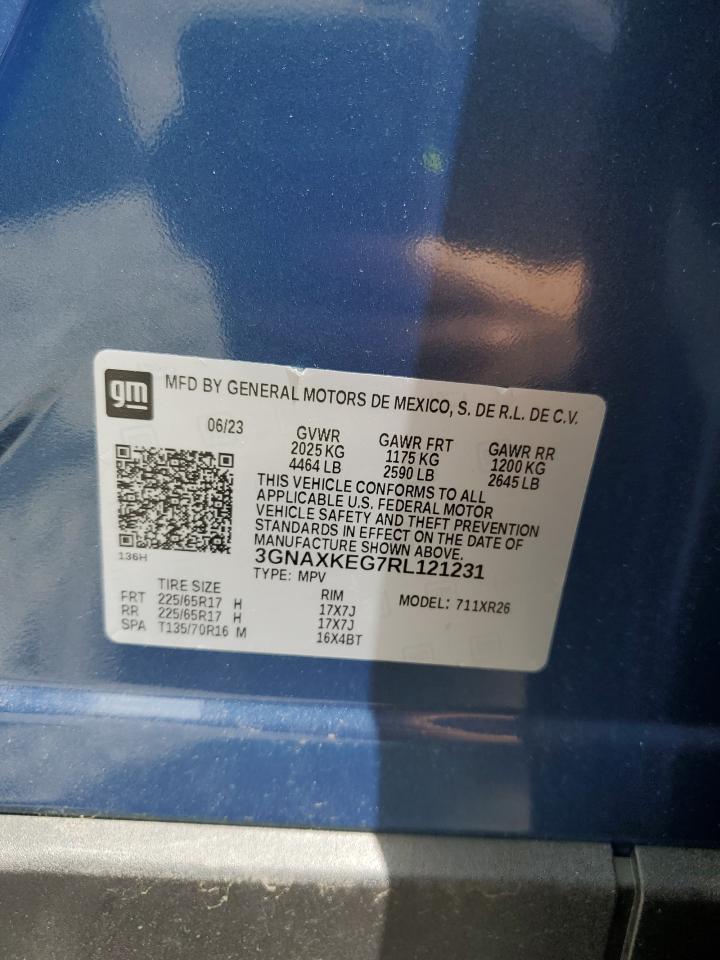 gm MFD BY GENERAL MOTORS DE MEXICO, S. DE R.L. DE C.V.
06/23 GVWR GAWR FRT GAWR RR
2025 KG 1175 KG 1200 KG
4464 LB 2590 LB 2645 LB
THIS VEHICLE CONFORMS TO ALL
APPLICABLE U.S. FEDERAL MOTOR
VEHICLE SAFETY AND THEFT PREVENTION
STANDARDS IN EFFECT ON THE DATE OF
MANUFACTURE SHOWN ABOVE.
136H 3GNAXKEG7RL121231
TYPE: MPV
TIRE SIZE RIM MODEL: 711XR26
FRT 225/65R17 H 17X7J
RR 225/65R17 H 17X7J
SPA T135/70R16 M 16X4BT